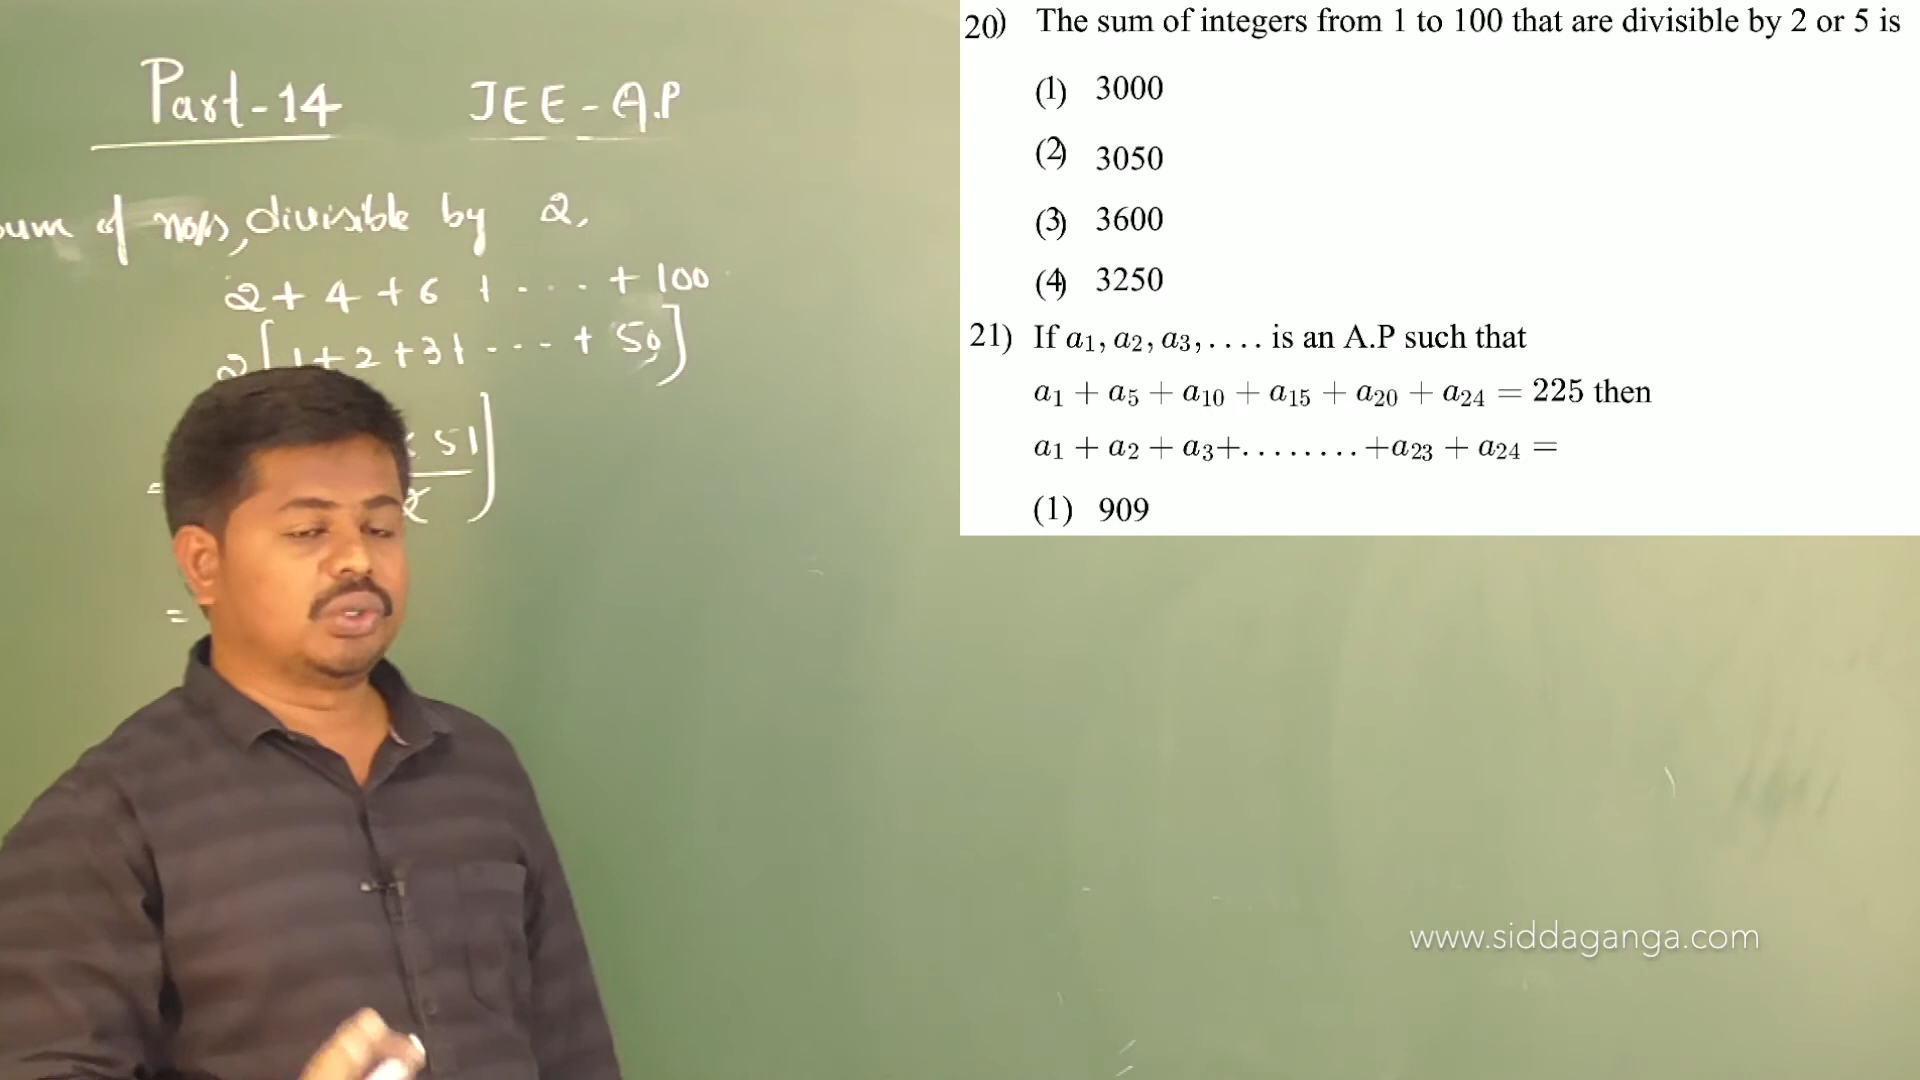 Part-14 JEE - A.P
of no/s, divisible by 2,
2 + 4 + 6 + .... + 100
2[1+2+3+ ---- + 50]
51]
=
2
=
20) The sum of integers from 1 to 100 that are divisible by 2 or 5 is
(1) 3000
(2) 3050
(3) 3600
(4) 3250
21) If a₁, a₂, a₃, . . . . is an A.P such that
a₁ + a₅ + a₁₀ + a₁₅ + a₂₀ + a₂₄ = 225 then
a₁ + a₂ + a₃+ . . . . . . . . +a₂₃ + a₂₄ =
(1) 909
www.siddaganga.com